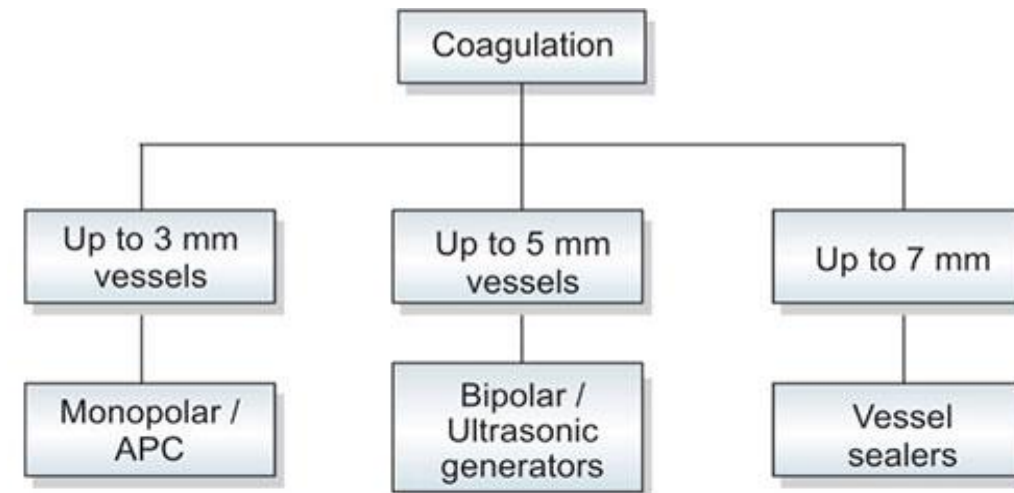 Coagulation
Up to 3 mm
vessels
Up to 5 mm
vessels
Up to 7 mm
Monopolar /
APC
Bipolar /
Ultrasonic
generators
Vessel
sealers